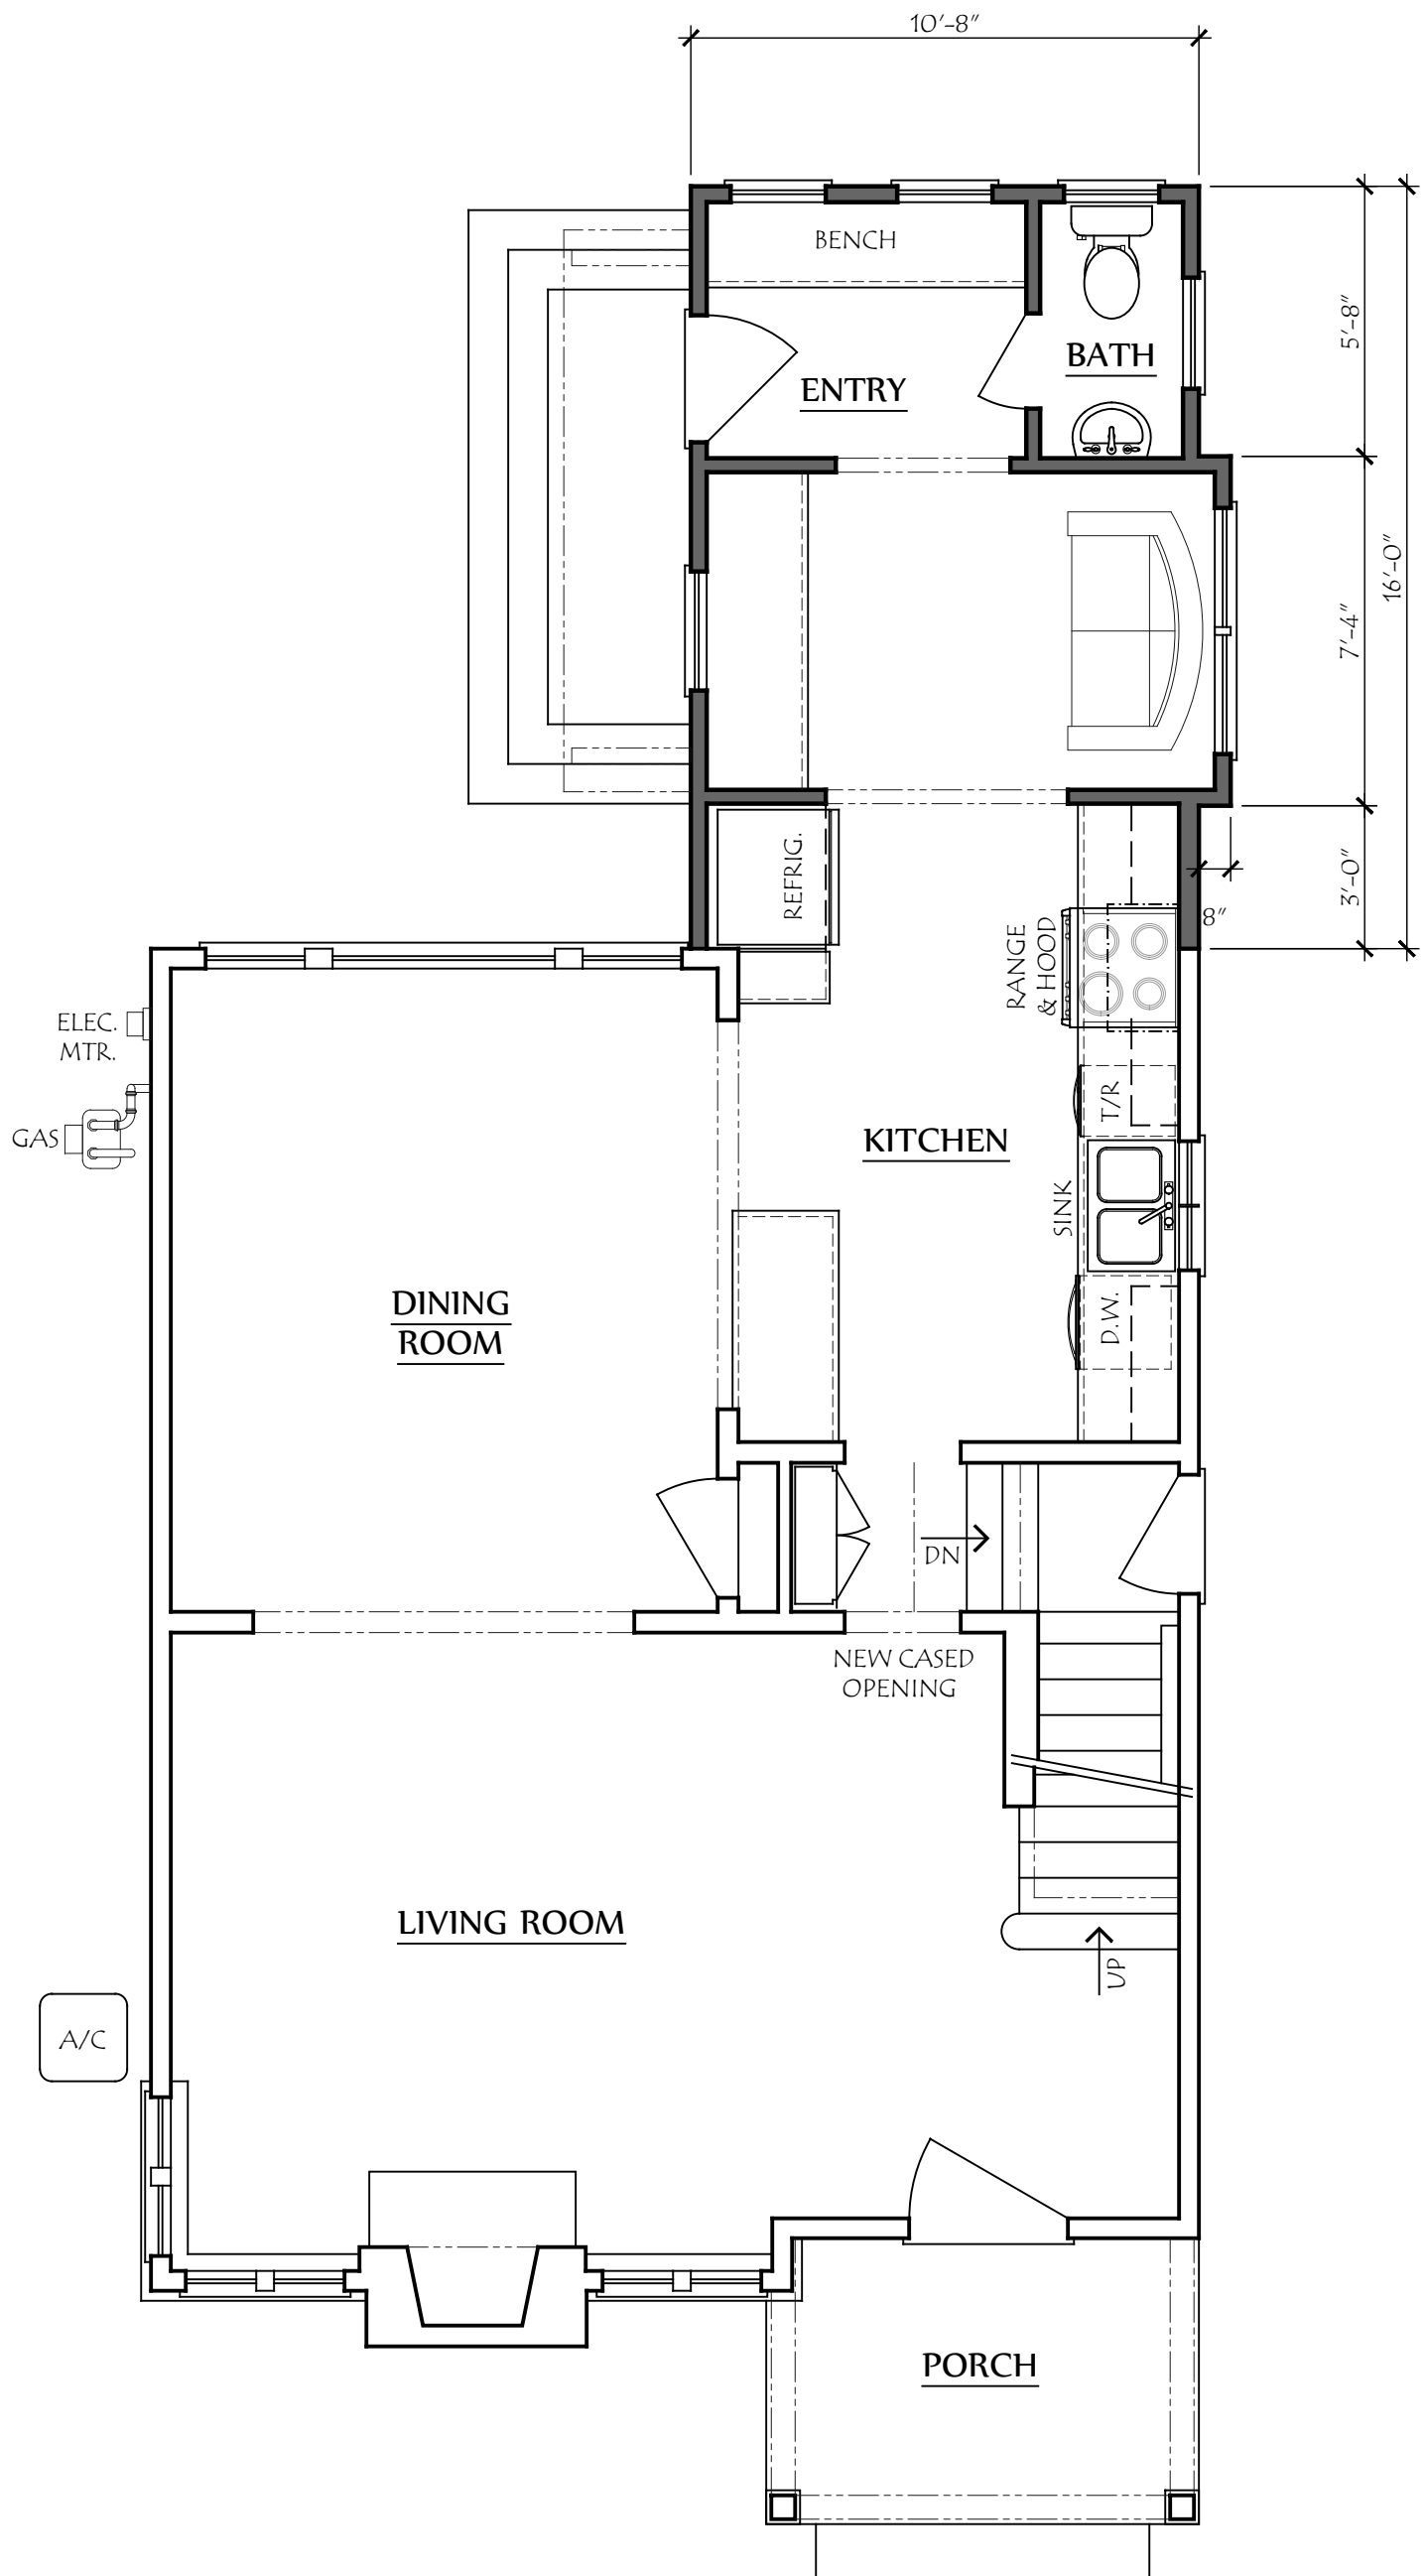 10'-8"
BENCH
BATH
ENTRY
5'-8"
16'-0"
7'-4"
REFRIG.
3'-0"
8"
RANGE
& HOOD
ELEC.
MTR.
GAS
T/R
KITCHEN
SINK
DINING
ROOM
D.W.
DN
NEW CASED
OPENING
LIVING ROOM
UP
A/C
PORCH